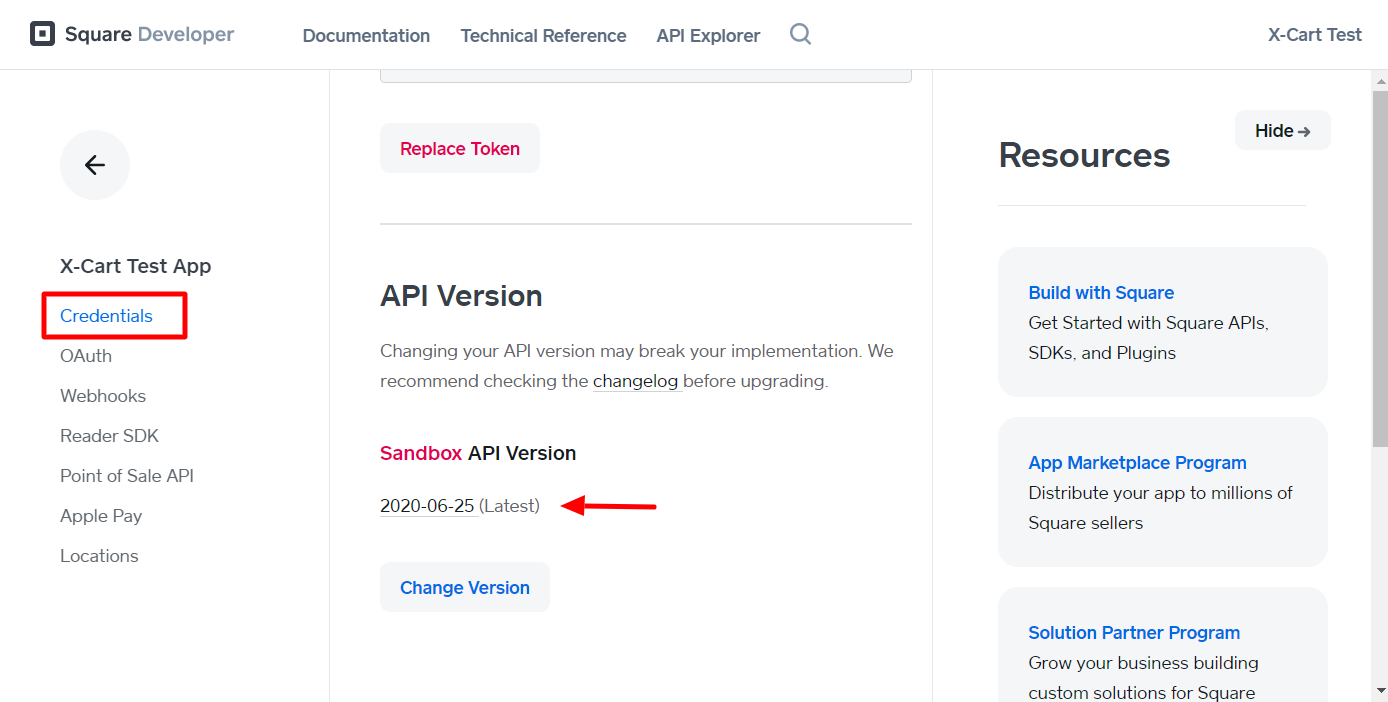 Square Developer
Documentation
Technical Reference
API Explorer
X-Cart Test
X-Cart Test App
Credentials
OAuth
Webhooks
Reader SDK
Point of Sale API
Apple Pay
Locations
Replace Token
API Version
Changing your API version may break your implementation. We
recommend checking the changelog before upgrading.
Sandbox API Version
2020-06-25 (Latest)
Change Version
Hide→
Resources
Build with Square
Get Started with Square APIs,
SDKs, and Plugins
App Marketplace Program
Distribute your app to millions of
Square sellers
Solution Partner Program
Grow your business building
custom solutions for Square